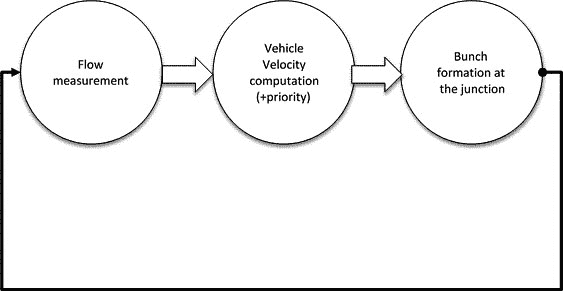 Flow
measurement
Vehicle
Velocity
computation
(+priority)
Bunch
formation at
the junction